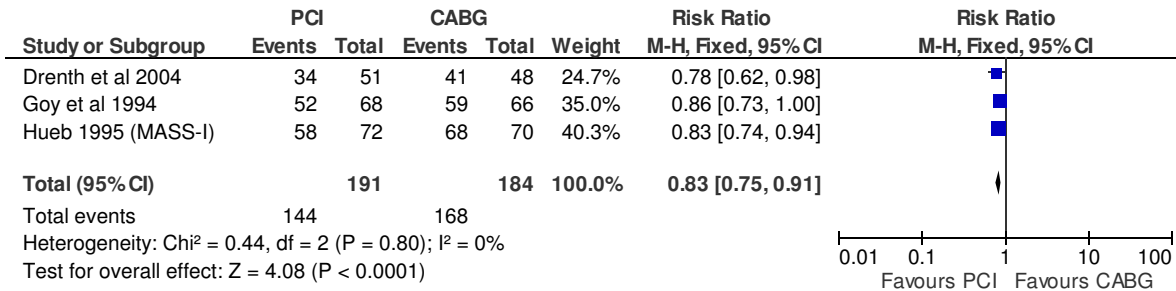 PCI CABG Risk Ratio Risk Ratio
Study or Subgroup Events Total Events Total Weight M-H, Fixed, 95% CI M-H, Fixed, 95% CI
Drenth et al 2004 34 51 41 48 24.7% 0.78 [0.62, 0.98]
Goy et al 1994 52 68 59 66 35.0% 0.86 [0.73, 1.00]
Hueb 1995 (MASS-I) 58 72 68 70 40.3% 0.83 [0.74, 0.94]
Total (95% CI) 191 184 100.0% 0.83 [0.75, 0.91]
Total events 144 168
Heterogeneity: Chi² = 0.44, df = 2 (P = 0.80); I² = 0%
Test for overall effect: Z = 4.08 (P < 0.0001)
0.01 0.1 1 10 100
Favours PCI Favours CABG